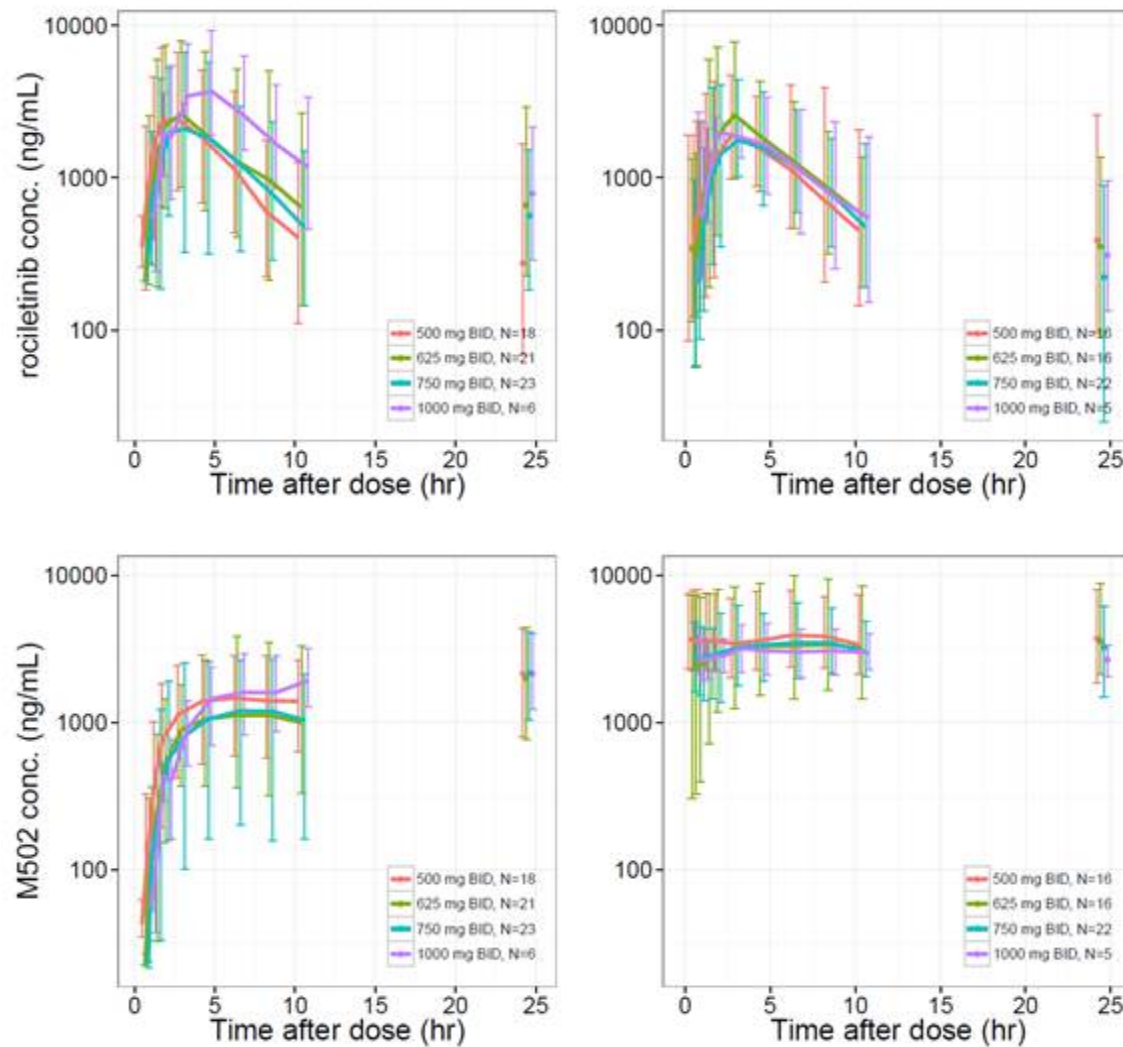 rociletinib conc. (ng/mL)
10000
1000
100
500 mg BID, N=18
625 mg BID, N=21
750 mg BID, N=23
1000 mg BID, N=6
0 5 10 15 20 25
Time after dose (hr)
10000
1000
100
500 mg BID, N=16
625 mg BID, N=16
750 mg BID, N=22
1000 mg BID, N=5
0 5 10 15 20 25
Time after dose (hr)
M502 conc. (ng/mL)
10000
1000
100
500 mg BID, N=18
625 mg BID, N=21
750 mg BID, N=23
1000 mg BID, N=6
0 5 10 15 20 25
Time after dose (hr)
10000
1000
100
500 mg BID, N=16
625 mg BID, N=16
750 mg BID, N=22
1000 mg BID, N=5
0 5 10 15 20 25
Time after dose (hr)